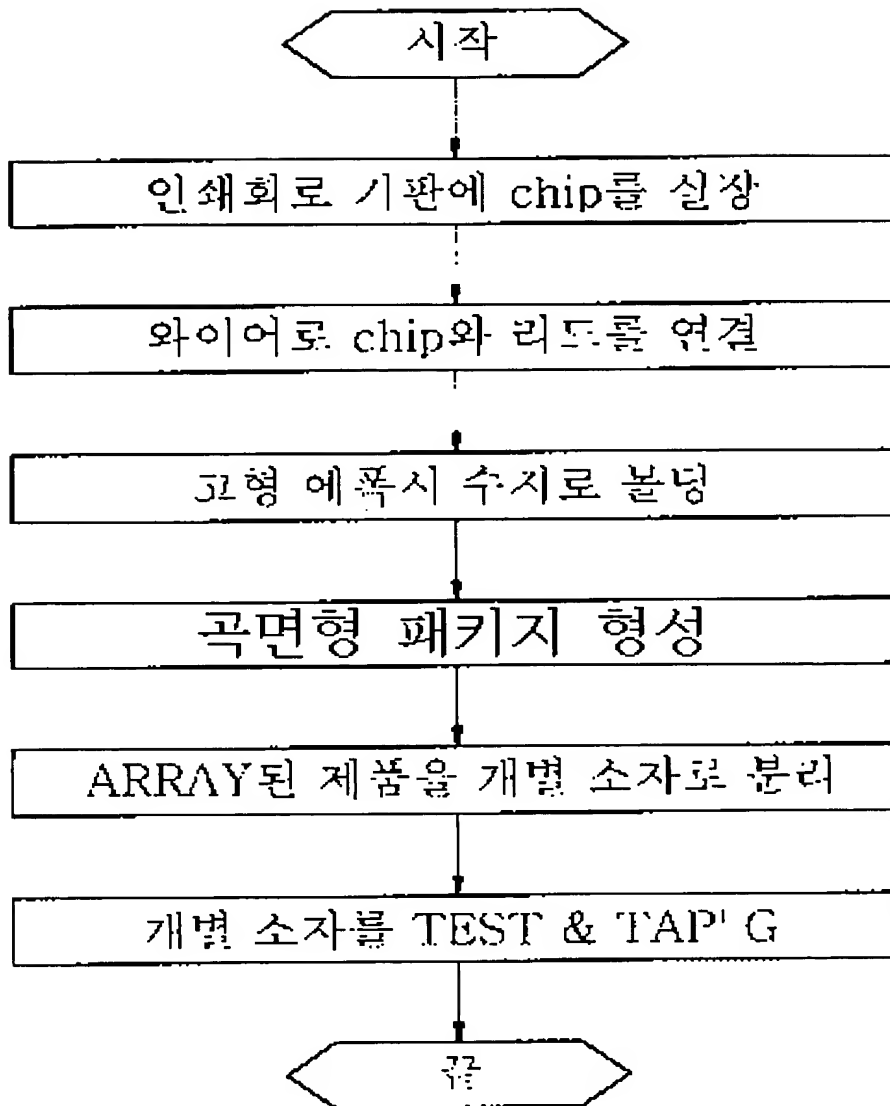 시작
인쇄회로 기판에 chip를 실장
와이어로 chip와 리드를 연결
고형 에폭시 수지로 몰딩
곡면형 패키지 형성
ARRAY된 제품을 개별 소자로 분리
개별 소자를 TEST &
끝